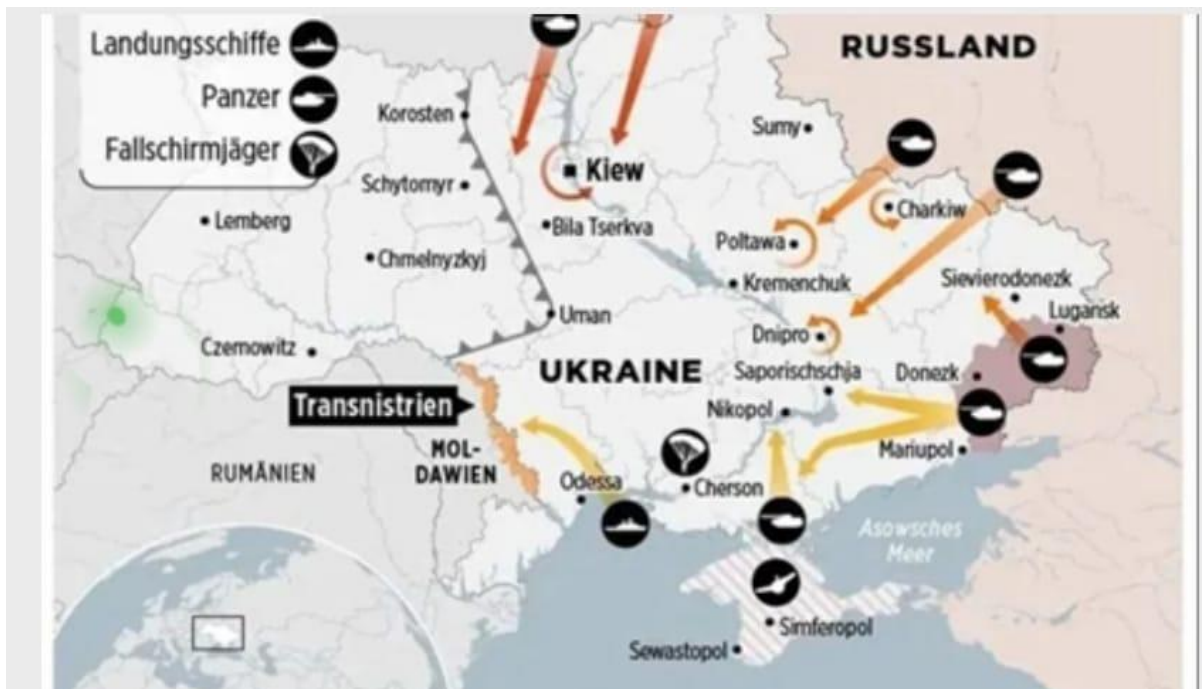 Landungsschiffe
Panzer
Fallschirmjäger
RUSSLAND
Korosten
Sumy
Kiew
Schytomyr
Charkiw
Lemberg
Bila Tserkva
Poltawa
Chmelnyzkyj
Kremenchuk
Sievierodonezk
Lugansk
Uman
Dnipro
Czernowitz
UKRAINE
Saporischschja
Donezk
Transnistrien
Nikopol
MOL-
DAWIEN
Mariupol
RUMÄNIEN
Odessa
Cherson
Asowsches
Meer
Simferopol
Sewastopol